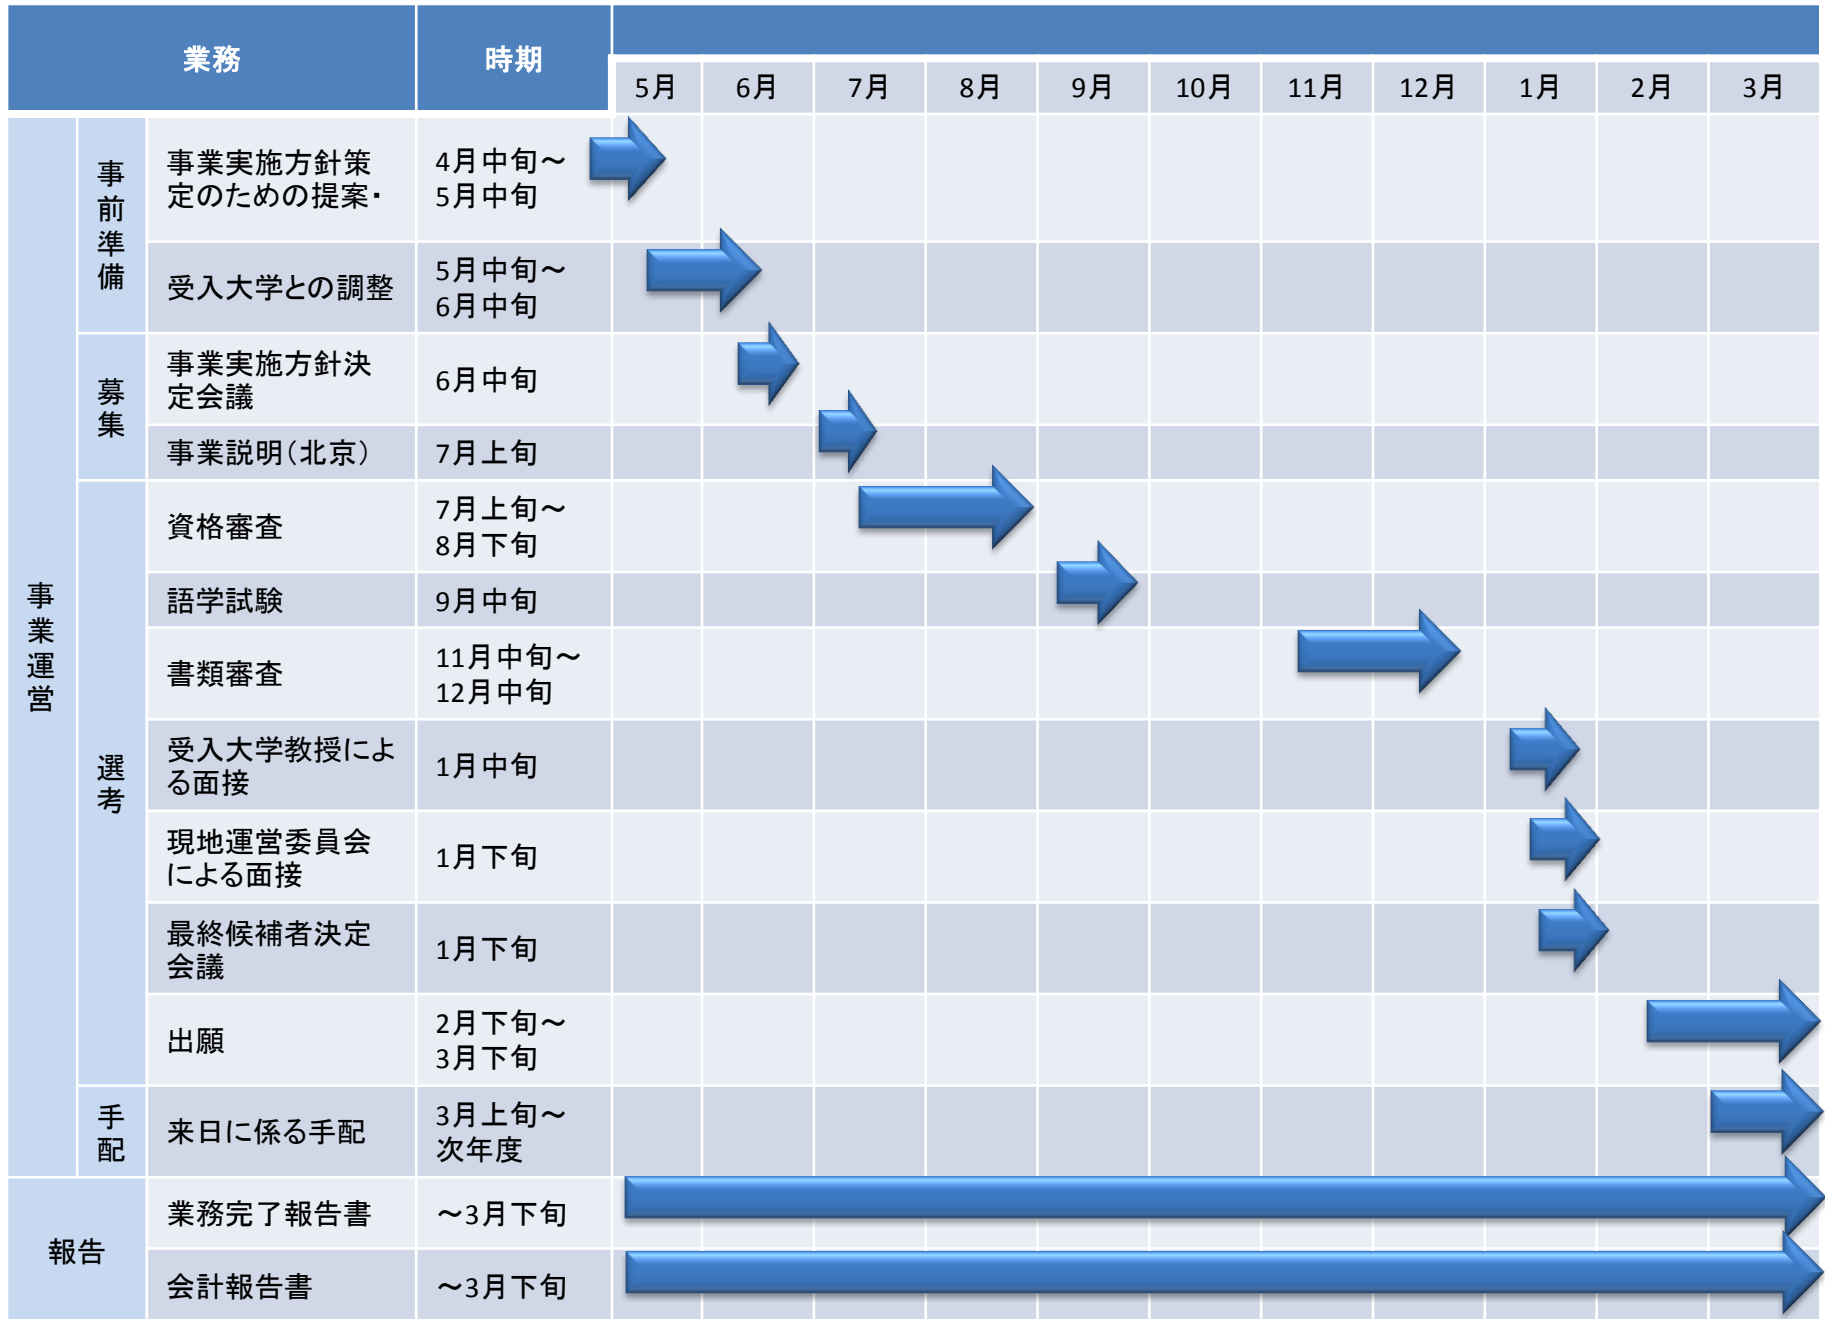 業務
時期
5月
6月
7月
8月
9月
10月
11月
12月
1月
2月
3月
事業運営
事前準備
事業実施方針策
定のための提案・
4月中旬～
5月中旬
受入大学との調整
5月中旬～
6月中旬
募集
事業実施方針決
定会議
6月中旬
事業説明（北京）
7月上旬
選考
資格審査
7月上旬～
8月下旬
語学試験
9月中旬
書類審査
11月中旬～
12月中旬
受入大学教授によ
る面接
1月中旬
現地運営委員会
による面接
1月下旬
最終候補者決定
会議
1月下旬
出願
2月下旬～
3月下旬
手配
来日に係る手配
3月上旬～
次年度
報告
業務完了報告書
～3月下旬
会計報告書
～3月下旬